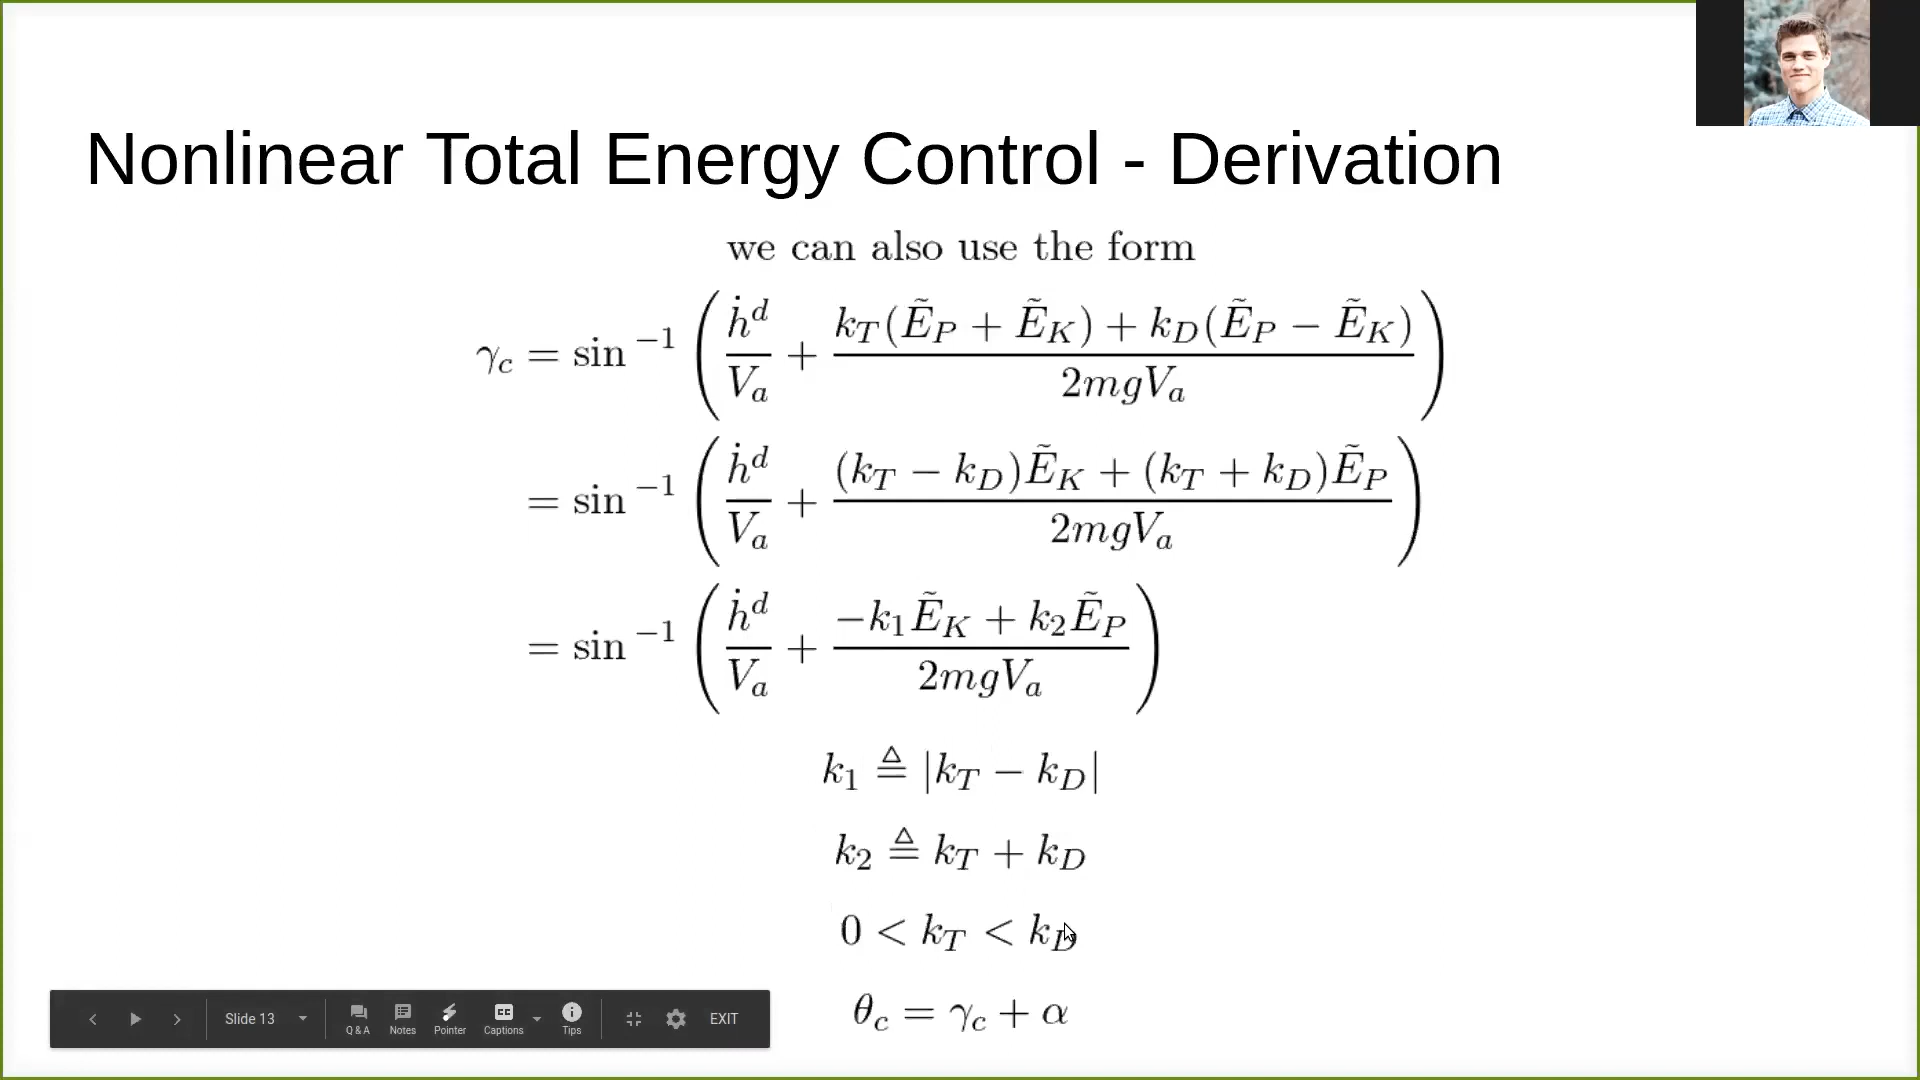 Nonlinear Total Energy Control - Derivation
we can also use the form
γ_c = sin⁻¹ ( ḣ^d / V_a + (k_T(Ẽ_P + Ẽ_K) + k_D(Ẽ_P − Ẽ_K)) / 2mgV_a )
= sin⁻¹ ( ḣ^d / V_a + ((k_T − k_D)Ẽ_K + (k_T + k_D)Ẽ_P) / 2mgV_a )
= sin⁻¹ ( ḣ^d / V_a + (−k_1Ẽ_K + k_2Ẽ_P) / 2mgV_a )
k_1 ≜ |k_T − k_D|
k_2 ≜ k_T + k_D
0 < k_T < k_D
θ_c = γ_c + α
Slide 13 Q & A Notes Pointer CC Captions Tips EXIT